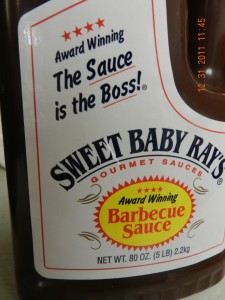 12/31/2011 11:45
★★★★
Award Winning
The Sauce
is the Boss!®
SWEET BABY RAY'S®
GOURMET SAUCES
★★★★
Award Winning
Barbecue
Sauce
NET WT. 80 OZ. (5 LB) 2.2kg